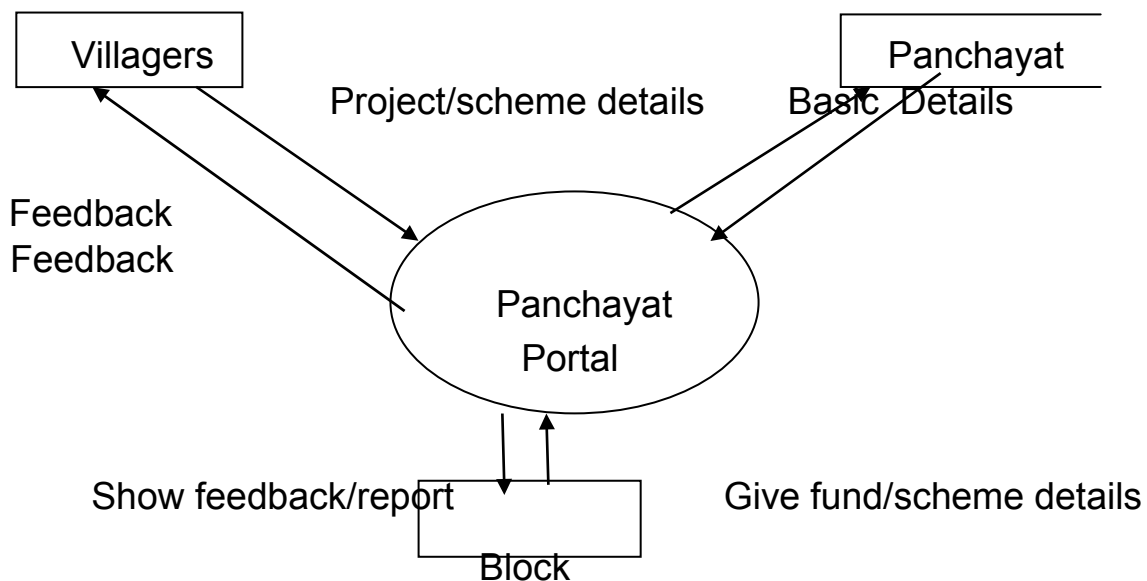 Villagers
Panchayat
Project/scheme details
Basic Details
Feedback
Feedback
Panchayat
Portal
Show feedback/report
Give fund/scheme details
Block